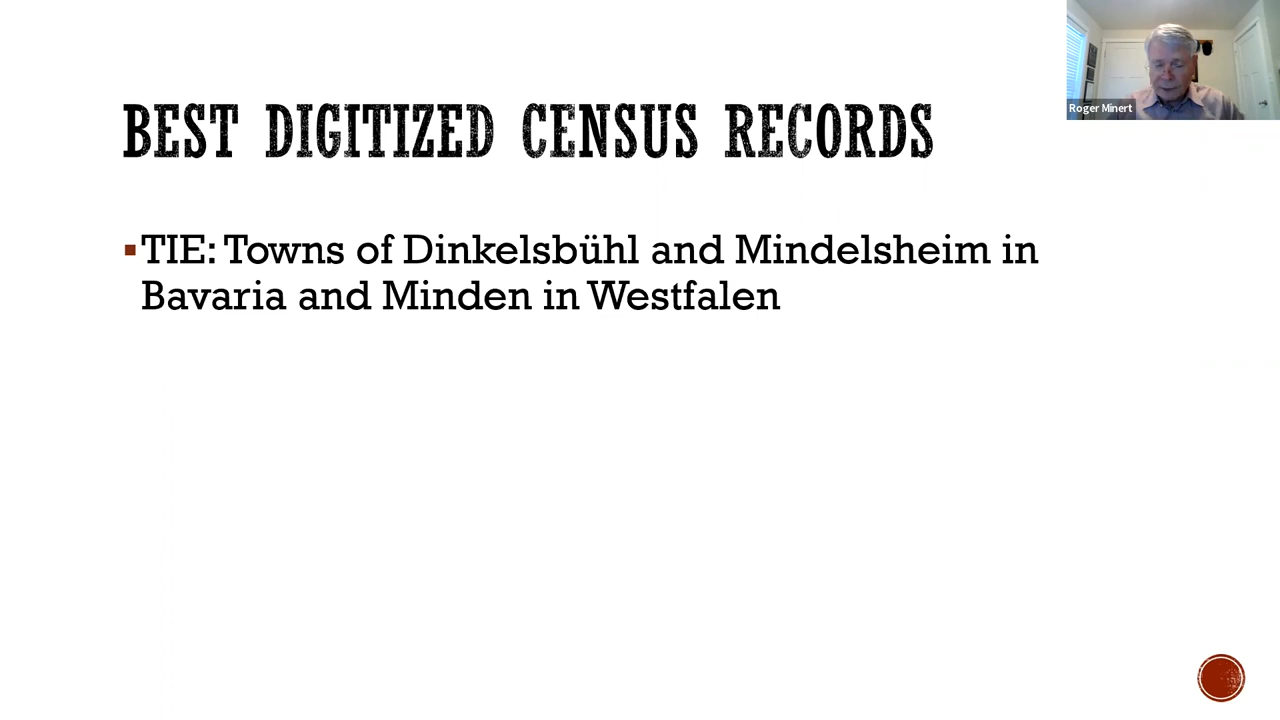 BEST DIGITIZED CENSUS RECORDS
▪TIE: Towns of Dinkelsbühl and Mindelsheim in
Bavaria and Minden in Westfalen
Roger Minert